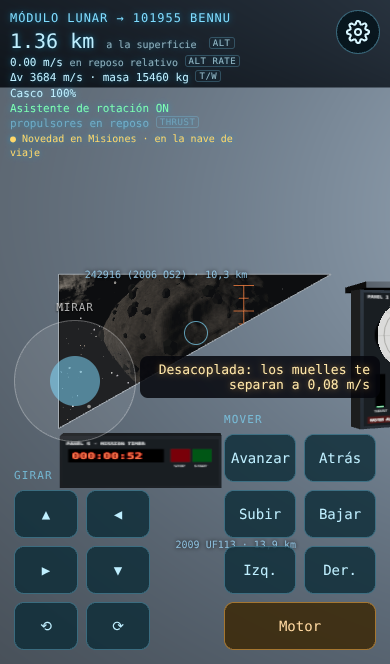 MÓDULO LUNAR → 101955 BENNU
1.36 km a la superficie ALT
0.00 m/s en reposo relativo ALT RATE
Δv 3684 m/s · masa 15460 kg T/W
Casco 100%
Asistente de rotación ON
propulsores en reposo THRUST
● Novedad en Misiones · en la nave de
viaje
242916 (2006 OS2) · 10,3 km
MIRAR
Desacoplada: los muelles te
separan a 0,08 m/s
MOVER
000:00:52
GIRAR
Avanzar Atrás
▲ ◄ Subir Bajar
2009 UF113 · 13,9 km
► ▼ Izq. Der.
⟲ ⟳ Motor